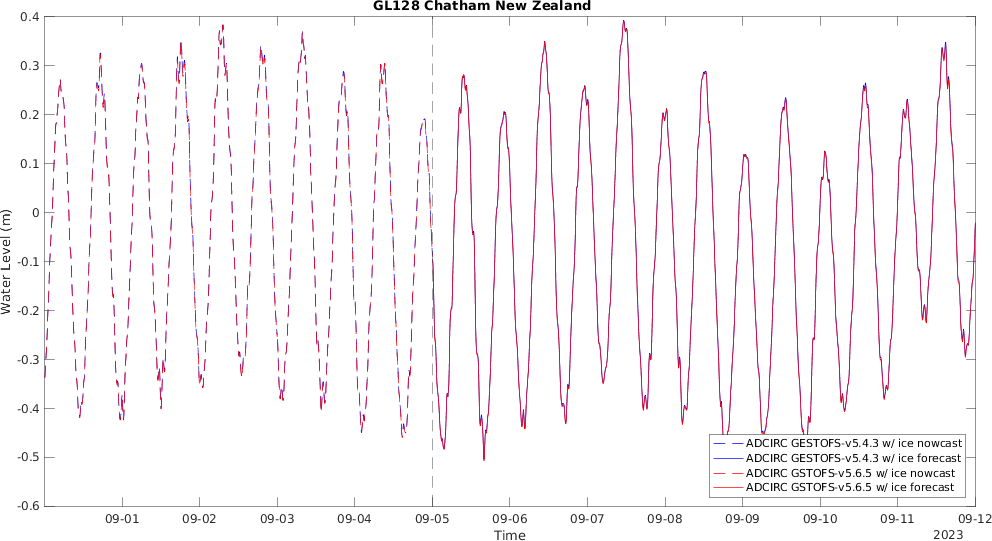 GL128 Chatham New Zealand
0.4
0.3
0.2
0.1
0
-0.1
-0.2
-0.3
-0.4
-0.5
-0.6
Water Level (m)
ADCIRC GESTOFS-v5.4.3 w/ ice nowcast
ADCIRC GESTOFS-v5.4.3 w/ ice forecast
ADCIRC GSTOFS-v5.6.5 w/ ice nowcast
ADCIRC GSTOFS-v5.6.5 w/ ice forecast
09-01 09-02 09-03 09-04 09-05 09-06 09-07 09-08 09-09 09-10 09-11 09-12
Time
2023